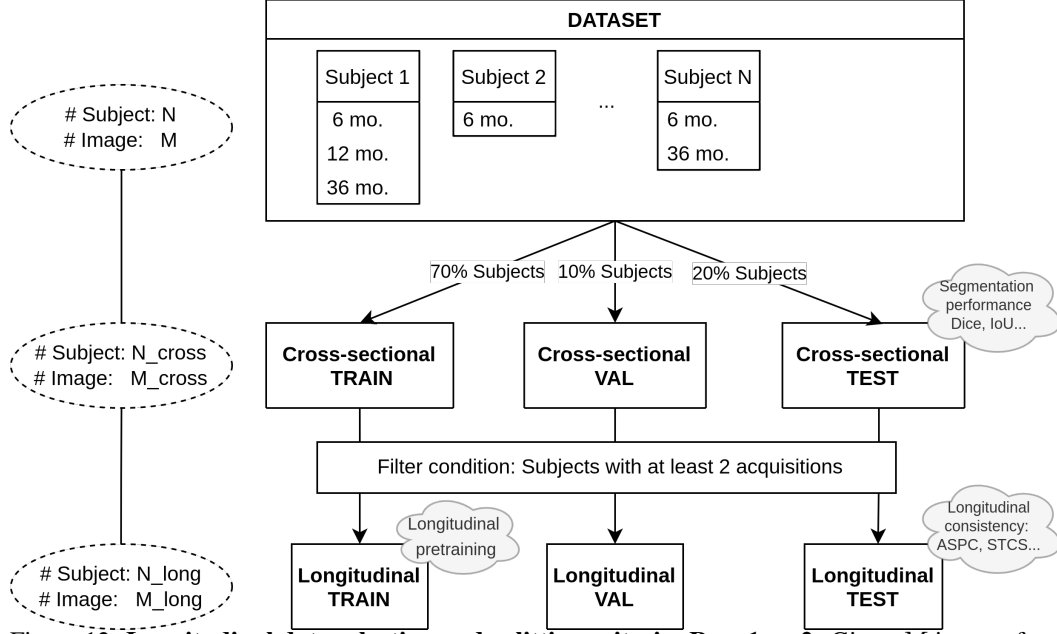 DATASET
Subject 1
6 mo.
12 mo.
36 mo.
Subject 2
6 mo.
...
Subject N
6 mo.
36 mo.
# Subject: N
# Image: M
70% Subjects
10% Subjects
20% Subjects
Segmentation
performance
Dice, IoU...
# Subject: N_cross
# Image: M_cross
Cross-sectional
TRAIN
Cross-sectional
VAL
Cross-sectional
TEST
Filter condition: Subjects with at least 2 acquisitions
Longitudinal
pretraining
Longitudinal
consistency:
ASPC, STCS...
# Subject: N_long
# Image: M_long
Longitudinal
TRAIN
Longitudinal
VAL
Longitudinal
TEST